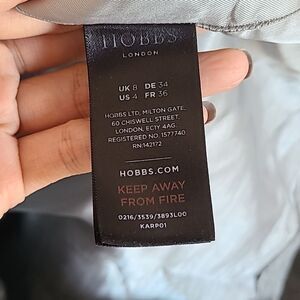 HOBBS
LONDON
UK 8 DE 34
US 4 FR 36
HOBBS LTD, MILTON GATE,
60 CHISWELL STREET,
LONDON, EC1Y 4AG.
REGISTERED NO. 1577740
RN:142172
HOBBS.COM
KEEP AWAY
FROM FIRE
0216/3539/3893L00
KARP01